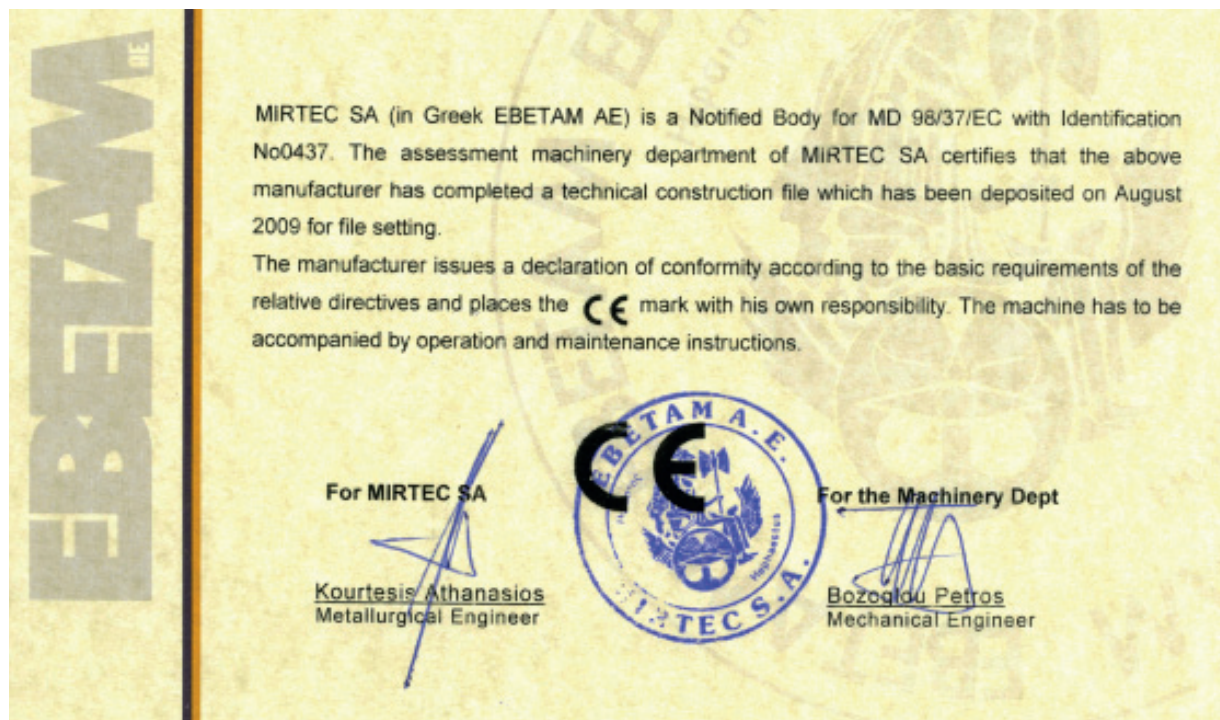 EBETAM AE
MIRTEC SA (in Greek EBETAM AE) is a Notified Body for MD 98/37/EC with Identification
No0437. The assessment machinery department of MIRTEC SA certifies that the above
manufacturer has completed a technical construction file which has been deposited on August
2009 for file setting.
The manufacturer issues a declaration of conformity according to the basic requirements of the
relative directives and places the CE mark with his own responsibility. The machine has to be
accompanied by operation and maintenance instructions.
EBETAM A.E.
CE
Hephaestus
MIRTEC S.A.
For MIRTEC SA
For the Machinery Dept
Kourtesis Athanasios
Metallurgical Engineer
Bozoglou Petros
Mechanical Engineer